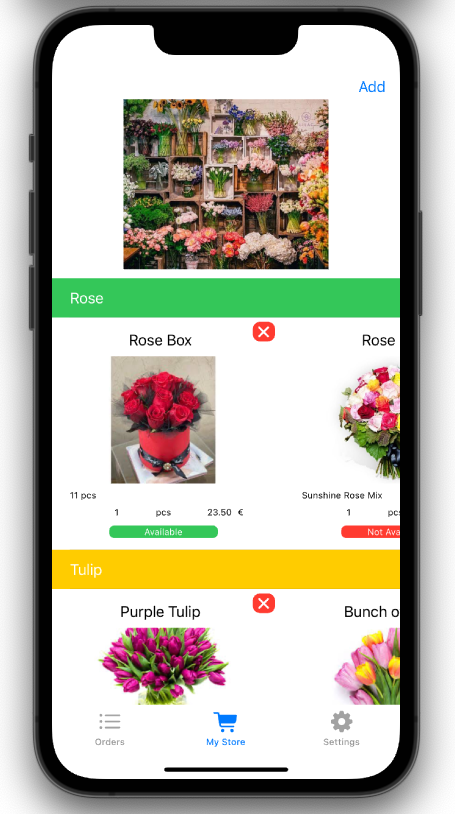 Add
Rose
Rose Box
Rose
11 pcs
Sunshine Rose Mix
1 pcs 23.50 €
1 pcs
Available
Not Ava
Tulip
Purple Tulip
Bunch o
Orders
My Store
Settings